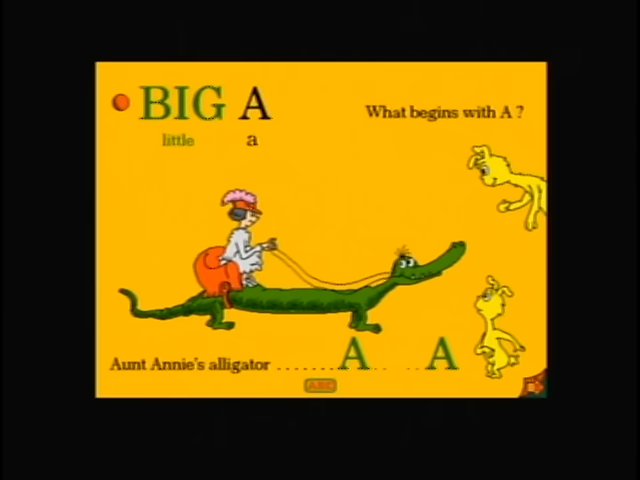 BIG A
little a
What begins with A ?
Aunt Annie's alligator . . . . . . . . A . . . . A
ABC